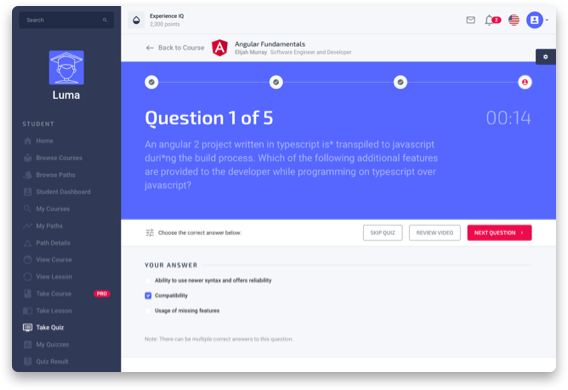 Search
Experience IQ
2,300 points
3
Back to Course
Angular Fundamentals
Elijah Murray Software Engineer and Developer
Luma
STUDENT
Home
Browse Courses
Browse Paths
Student Dashboard
My Courses
My Paths
Path Details
View Course
View Lesson
Take Course PRO
Take Lesson
Take Quiz
My Quizzes
Quiz Result
Question 1 of 5
00:14
An angular 2 project written in typescript is* transpiled to javascript
duri*ng the build process. Which of the following additional features
are provided to the developer while programming on typescript over
javascript?
Choose the correct answer below:
SKIP QUIZ
REVIEW VIDEO
NEXT QUESTION
YOUR ANSWER
Ability to use newer syntax and offers reliability
Compatibility
Usage of missing features
Note: There can be multiple correct answers to this question.